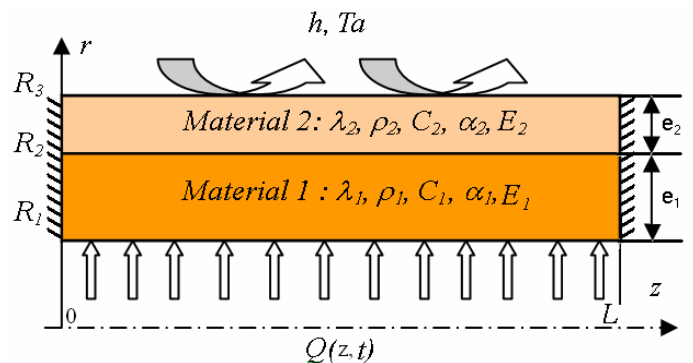 h, Ta
r
R3
Material 2: λ2, ρ2, C2, α2, E2
e2
R2
Material 1 : λ1, ρ1, C1, α1, E1
e1
R1
0
L
z
Q(z,t)